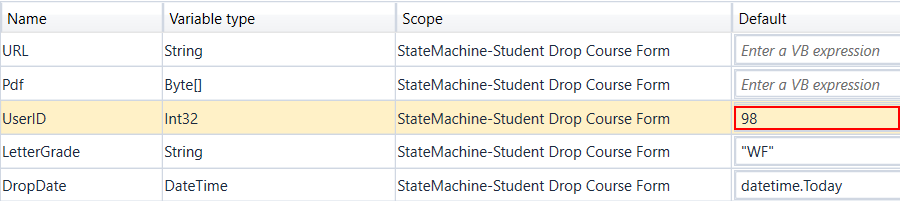 Name Variable type Scope Default
URL String StateMachine-Student Drop Course Form Enter a VB expression
Pdf Byte[] StateMachine-Student Drop Course Form Enter a VB expression
UserID Int32 StateMachine-Student Drop Course Form 98
LetterGrade String StateMachine-Student Drop Course Form "WF"
DropDate DateTime StateMachine-Student Drop Course Form datetime.Today